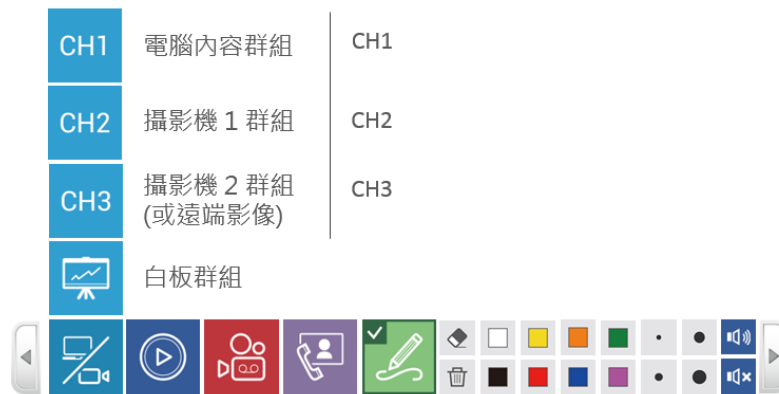 CH1 電腦內容群組 CH1
CH2 攝影機 1 群組 CH2
CH3 攝影機 2 群組 CH3
(或遠端影像)
白板群組